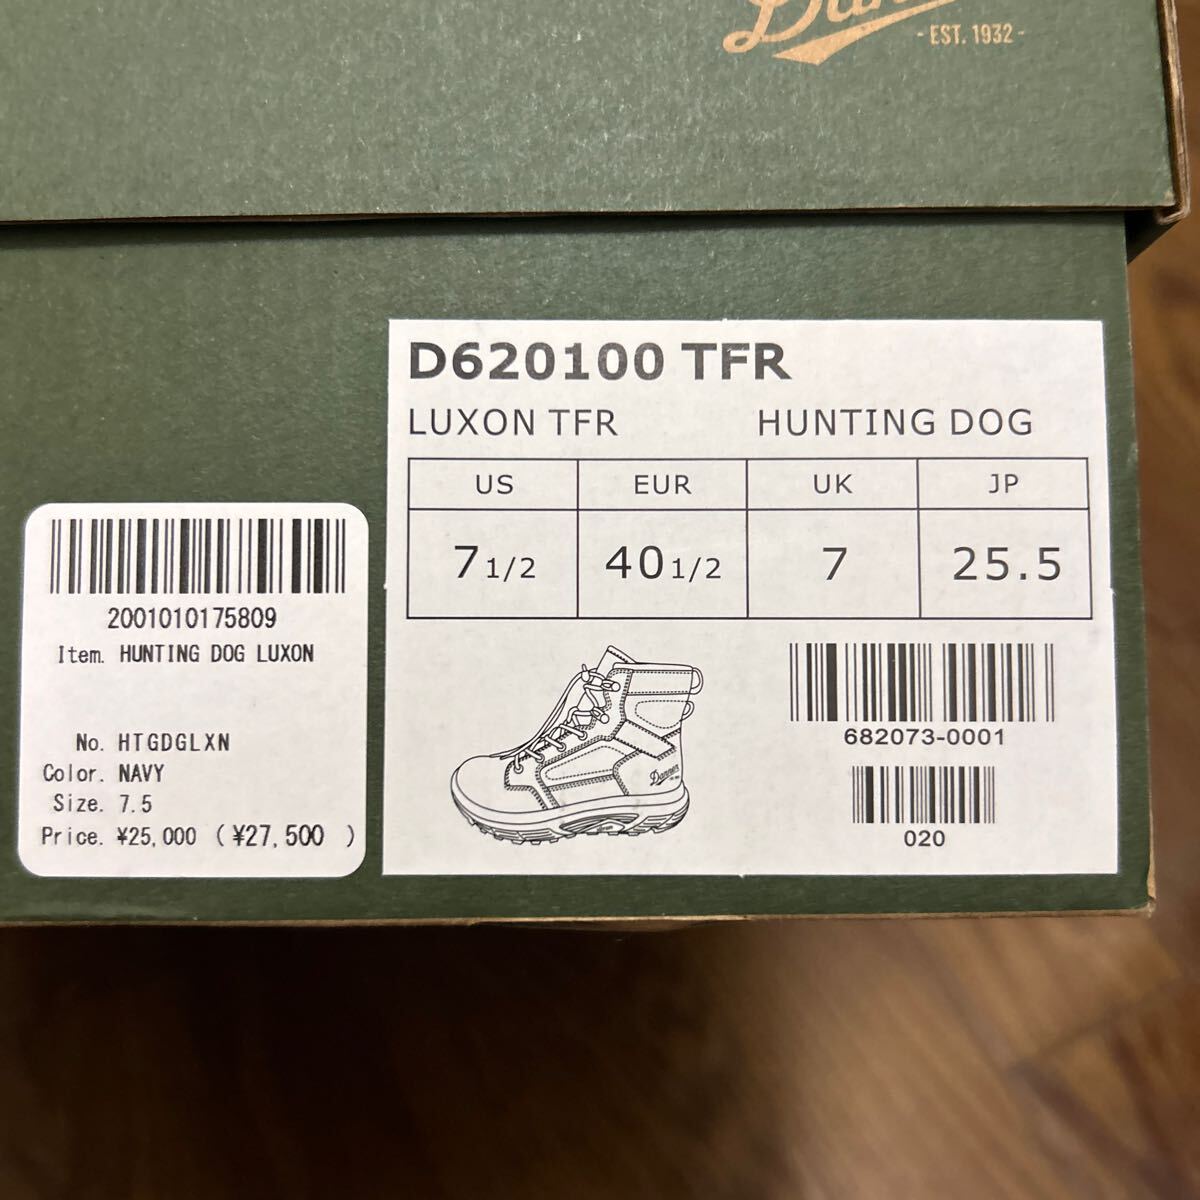 Danner
- EST. 1932 -
D620100 TFR
LUXON TFR HUNTING DOG
US EUR UK JP
7 1/2 40 1/2 7 25.5
Danner
682073-0001
020
2001010175809
Item. HUNTING DOG LUXON
No. HTGDGLXN
Color. NAVY
Size. 7.5
Price. ¥25,000 (¥27,500 )